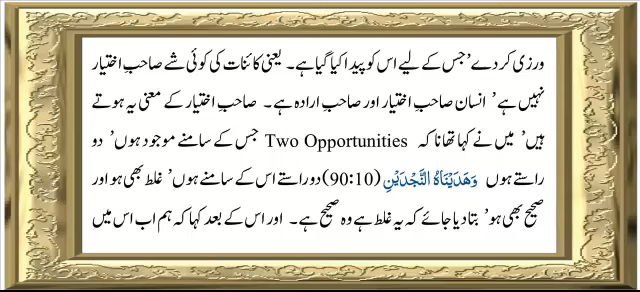 ورزی کر دے’ جس کے لیے اس کو پیدا کیا گیا ہے۔ یعنی کائنات کی کوئی شے صاحبِ اختیار
نہیں ہے’ انسان صاحبِ اختیار اور صاحبِ ارادہ ہے۔ صاحبِ اختیار کے معنی یہ ہوتے
ہیں’ میں نے کہا تھا نا کہ Two Opportunities جس کے سامنے موجود ہوں’ دو
راستے ہوں وَهَدَيْنَاهُ النَّجْدَيْنِ (90:10) دو راستے اس کے سامنے ہوں’ غلط بھی ہو اور
صحیح بھی ہو’ بتا دیا جائے کہ یہ غلط ہے وہ صحیح ہے۔ اور اس کے بعد کہا کہ ہم اب اس میں